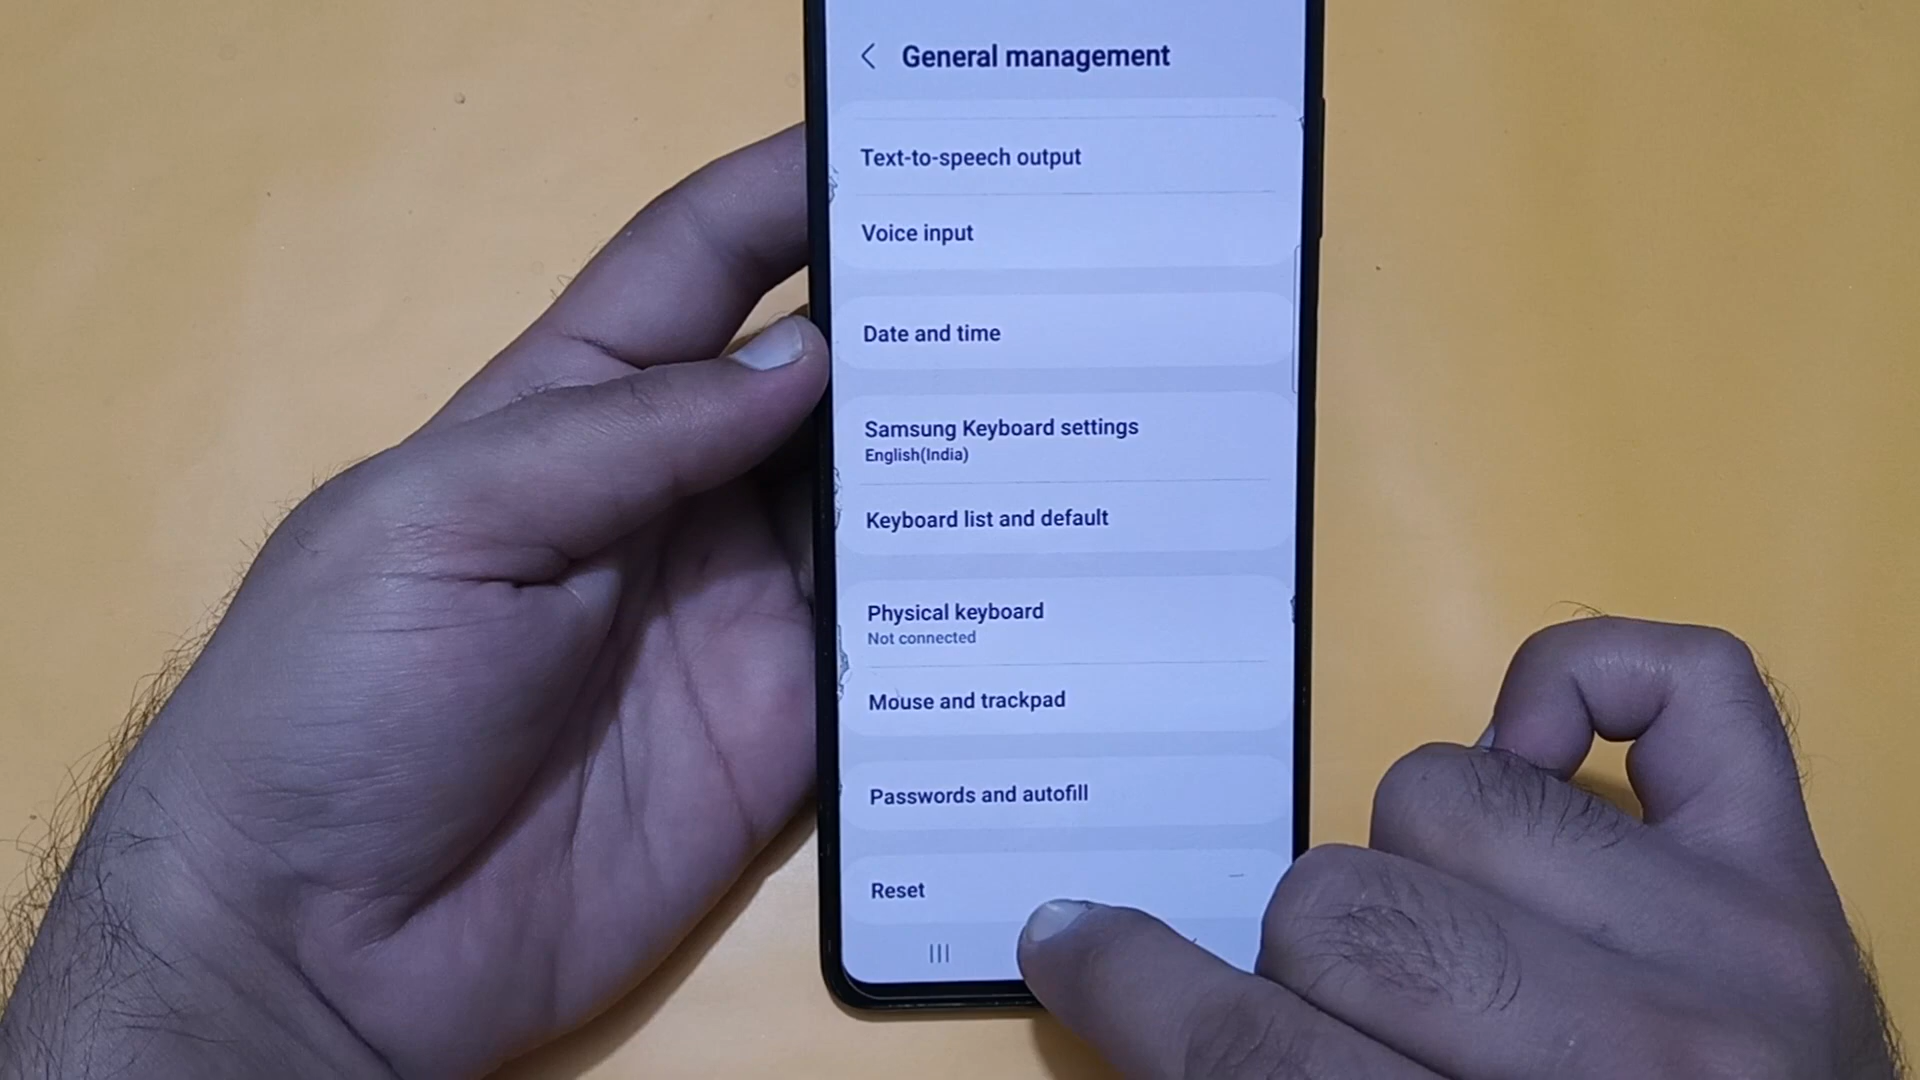 General management
Text-to-speech output
Voice input
Date and time
Samsung Keyboard settings
English(India)
Keyboard list and default
Physical keyboard
Not connected
Mouse and trackpad
Passwords and autofill
Reset